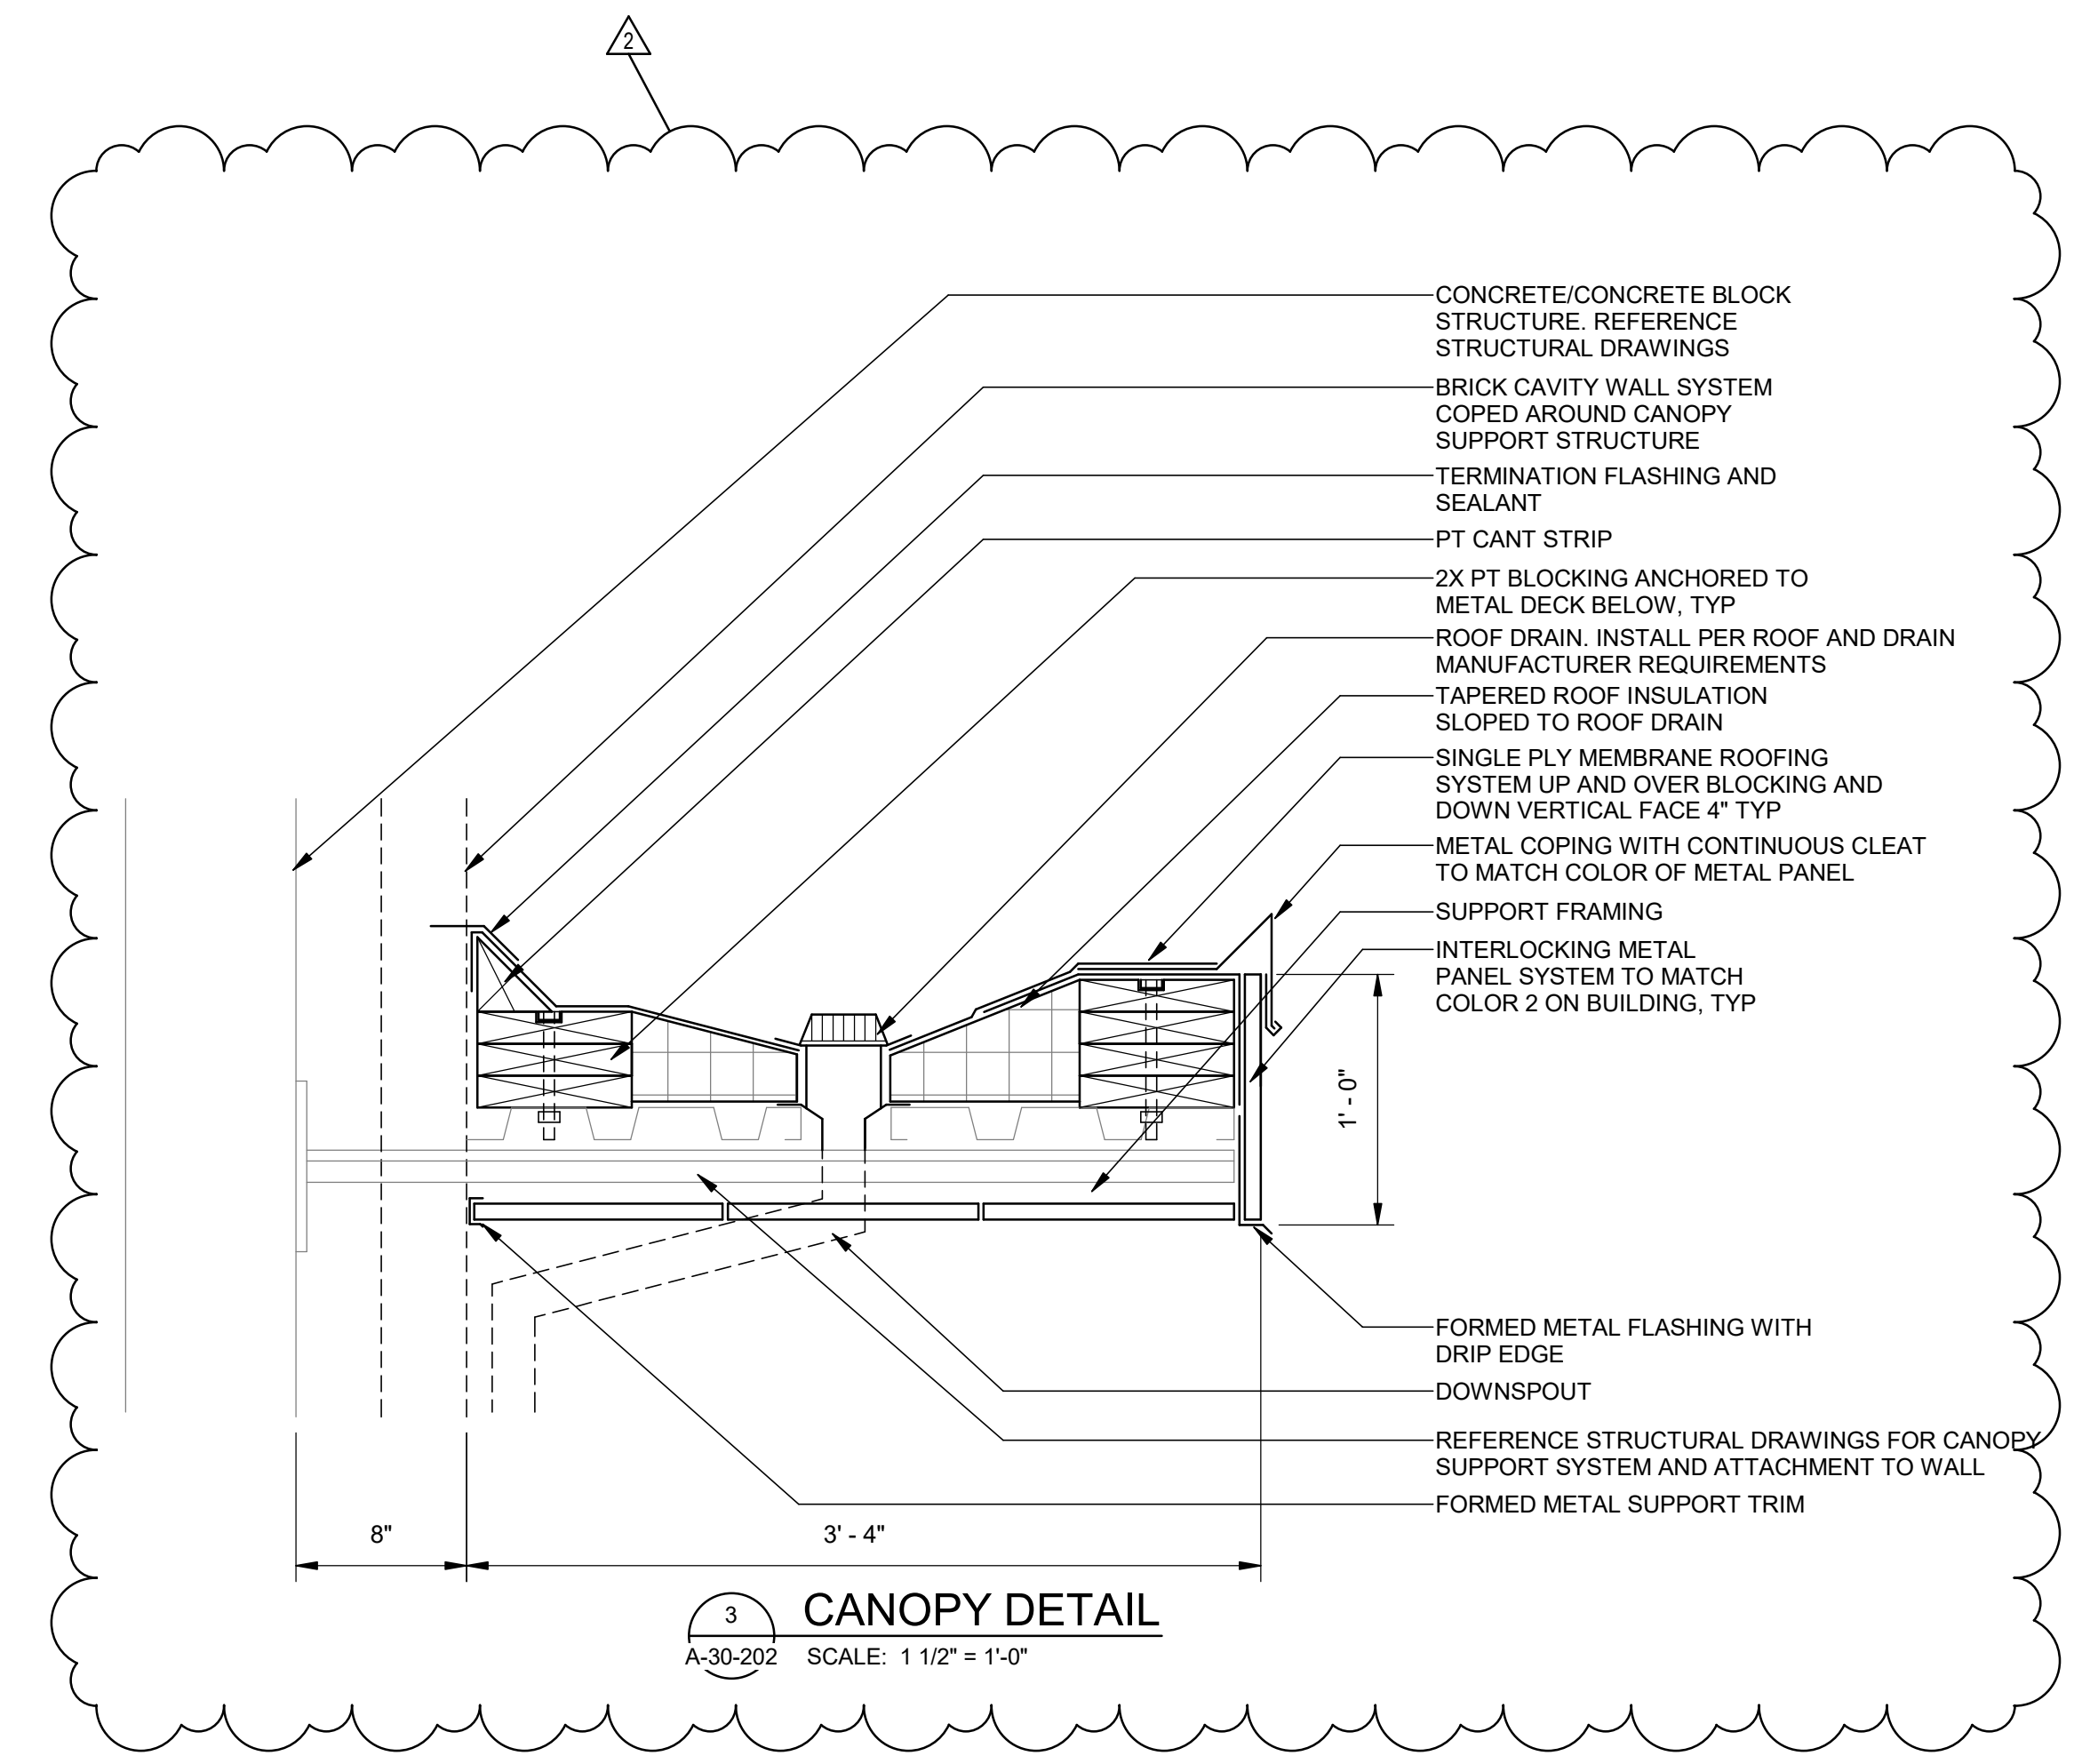 2
CONCRETE/CONCRETE BLOCK
STRUCTURE. REFERENCE
STRUCTURAL DRAWINGS
BRICK CAVITY WALL SYSTEM
COPED AROUND CANOPY
SUPPORT STRUCTURE
TERMINATION FLASHING AND
SEALANT
PT CANT STRIP
2X PT BLOCKING ANCHORED TO
METAL DECK BELOW, TYP
ROOF DRAIN. INSTALL PER ROOF AND DRAIN
MANUFACTURER REQUIREMENTS
TAPERED ROOF INSULATION
SLOPED TO ROOF DRAIN
SINGLE PLY MEMBRANE ROOFING
SYSTEM UP AND OVER BLOCKING AND
DOWN VERTICAL FACE 4" TYP
METAL COPING WITH CONTINUOUS CLEAT
TO MATCH COLOR OF METAL PANEL
SUPPORT FRAMING
INTERLOCKING METAL
PANEL SYSTEM TO MATCH
COLOR 2 ON BUILDING, TYP
1' - 0"
FORMED METAL FLASHING WITH
DRIP EDGE
DOWNSPOUT
REFERENCE STRUCTURAL DRAWINGS FOR CANOPY
SUPPORT SYSTEM AND ATTACHMENT TO WALL
FORMED METAL SUPPORT TRIM
8"
3' - 4"
3
CANOPY DETAIL
A-30-202
SCALE: 1 1/2" = 1'-0"